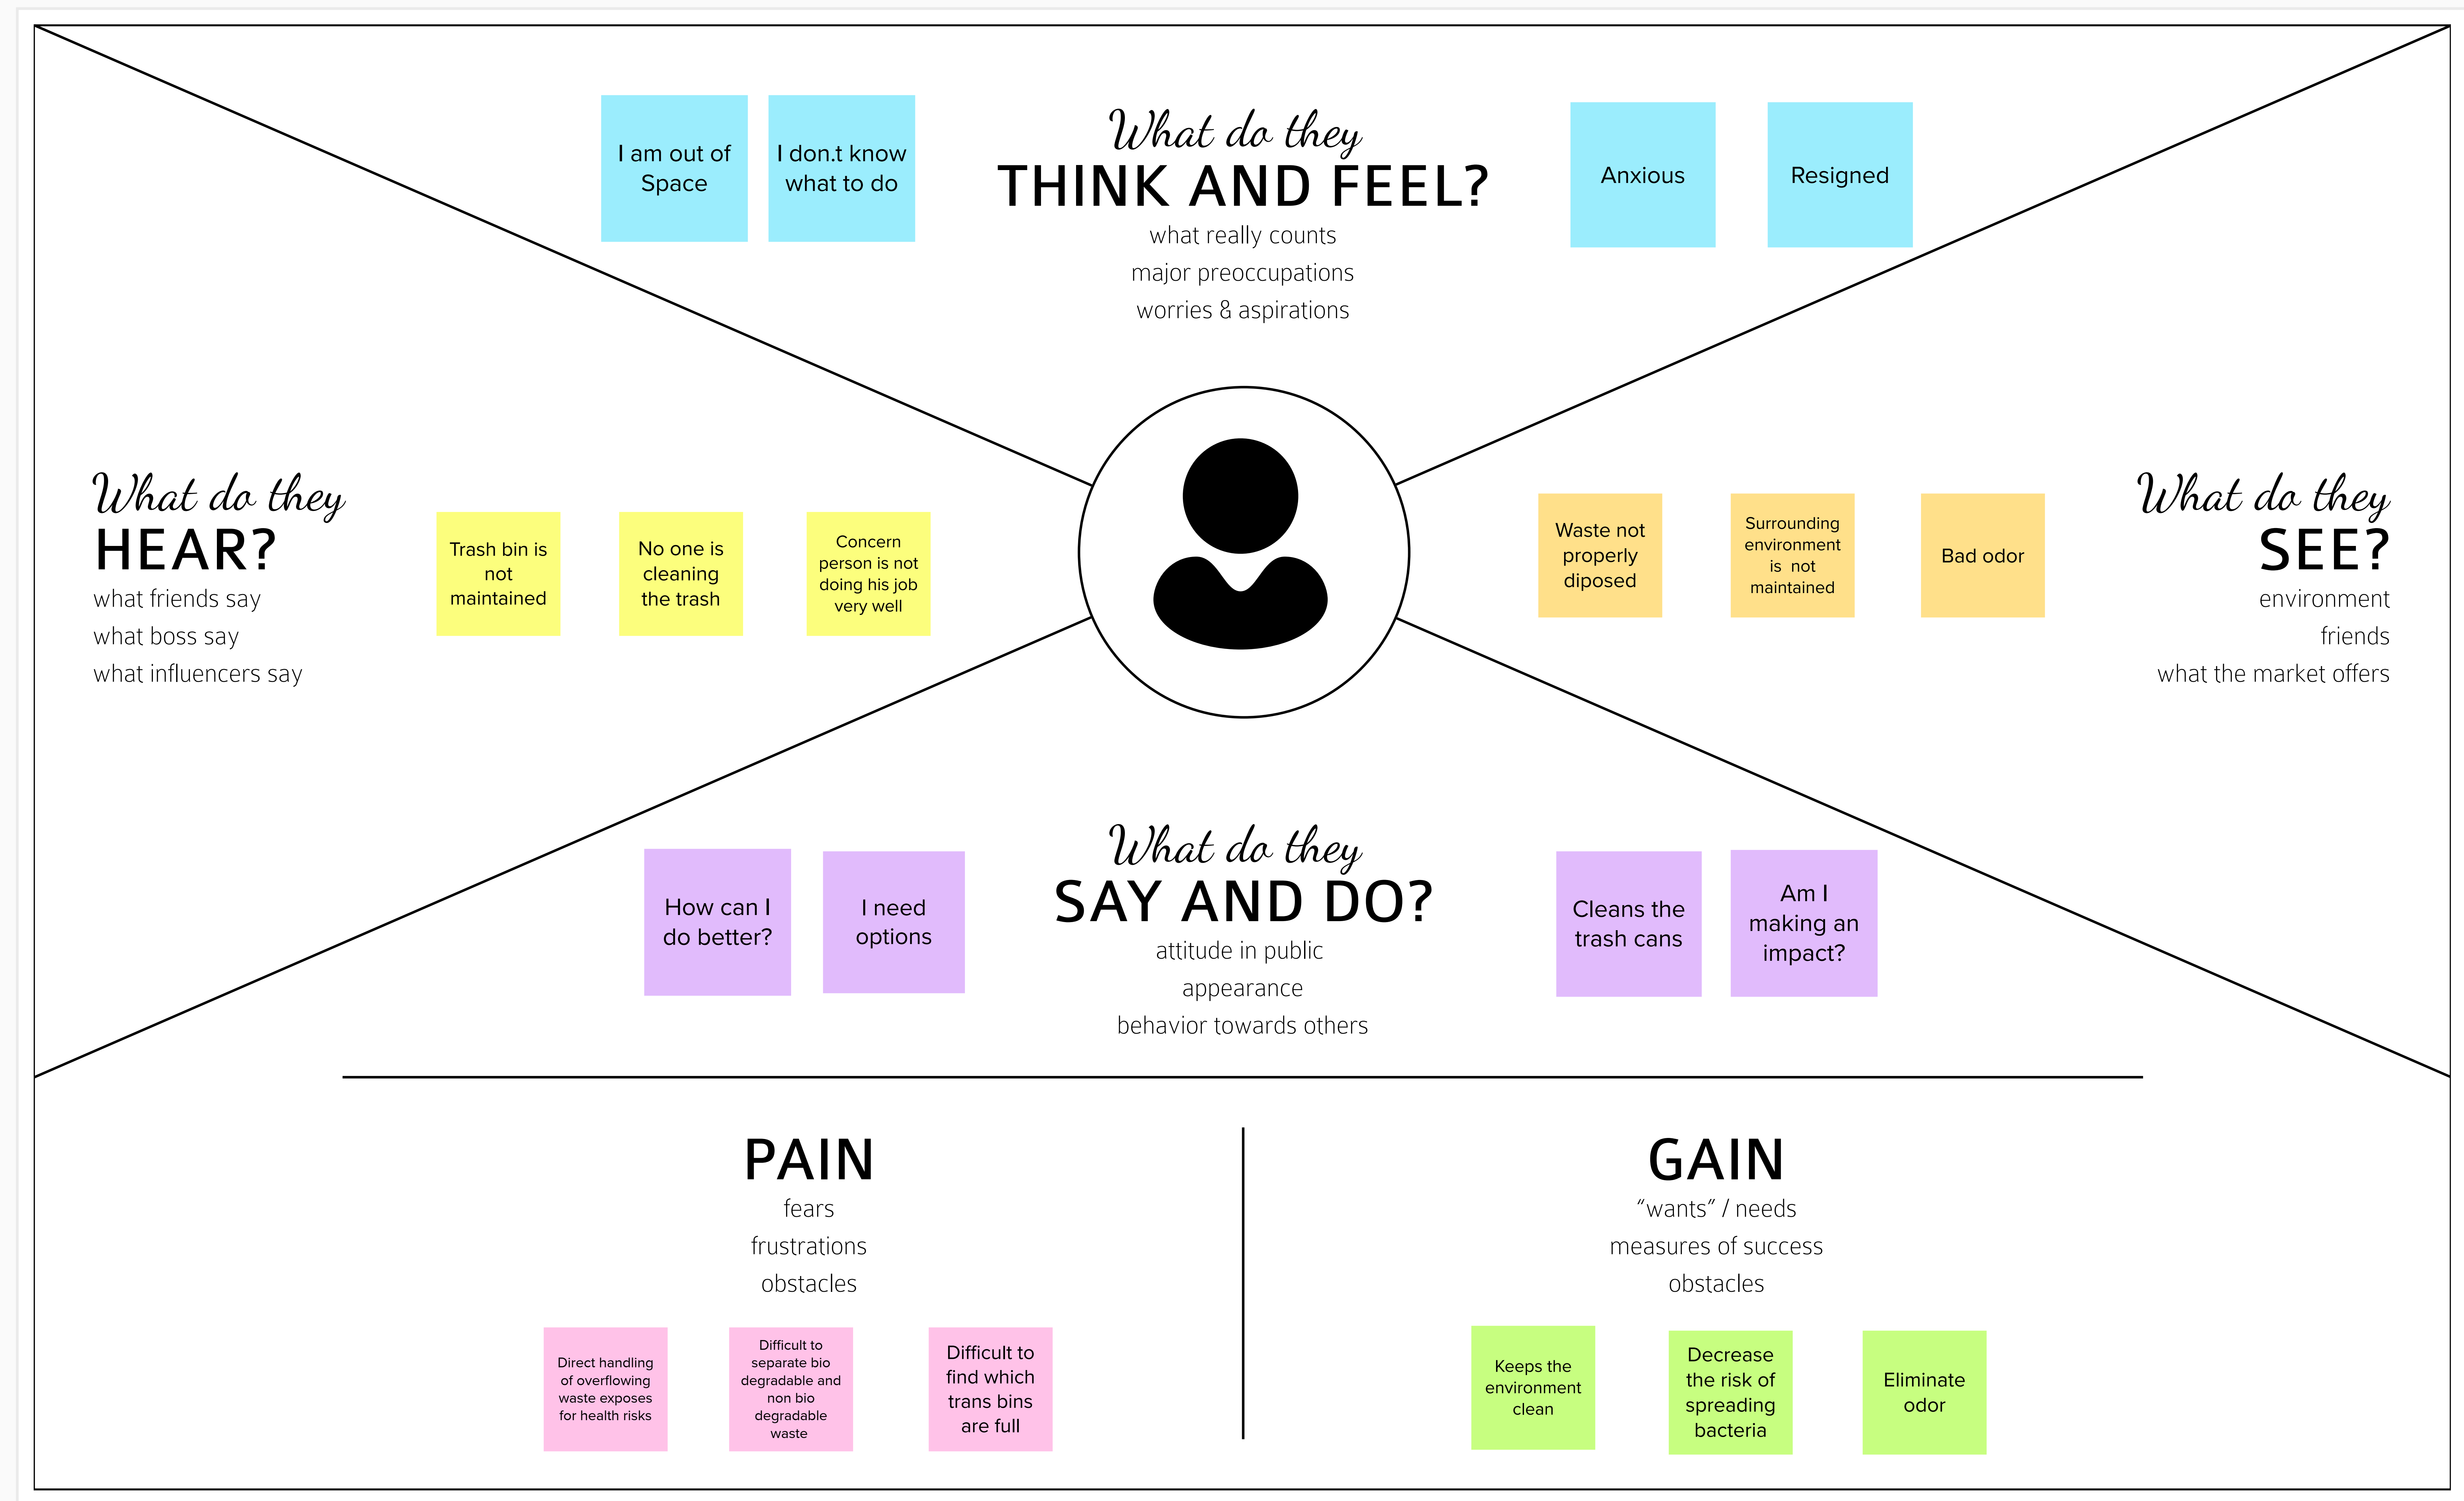 What do they
THINK AND FEEL?
what really counts
major preoccupations
worries & aspirations
I am out of
Space
I don.t know
what to do
Anxious
Resigned
What do they
HEAR?
what friends say
what boss say
what influencers say
Trash bin is
not
maintained
No one is
cleaning
the trash
Concern
person is not
doing his job
very well
Waste not
properly
diposed
Surrounding
environment
is not
maintained
Bad odor
What do they
SEE?
environment
friends
what the market offers
What do they
SAY AND DO?
attitude in public
appearance
behavior towards others
How can I
do better?
I need
options
Cleans the
trash cans
Am I
making an
impact?
PAIN
fears
frustrations
obstacles
Direct handling
of overflowing
waste exposes
for health risks
Difficult to
separate bio
degradable and
non bio
degradable
waste
Difficult to
find which
trans bins
are full
GAIN
“wants” / needs
measures of success
obstacles
Keeps the
environment
clean
Decrease
the risk of
spreading
bacteria
Eliminate
odor